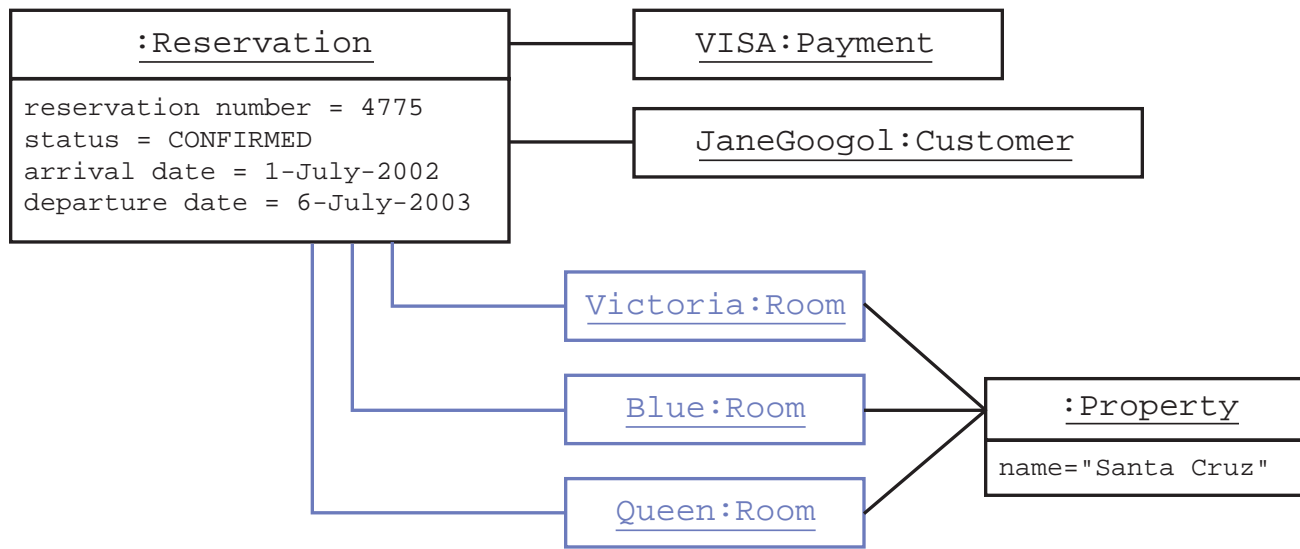 :Reservation
VISA:Payment
reservation number = 4775
status = CONFIRMED
arrival date = 1-July-2002
departure date = 6-July-2003
JaneGoogol:Customer
Victoria:Room
Blue:Room
:Property
name="Santa Cruz"
Queen:Room